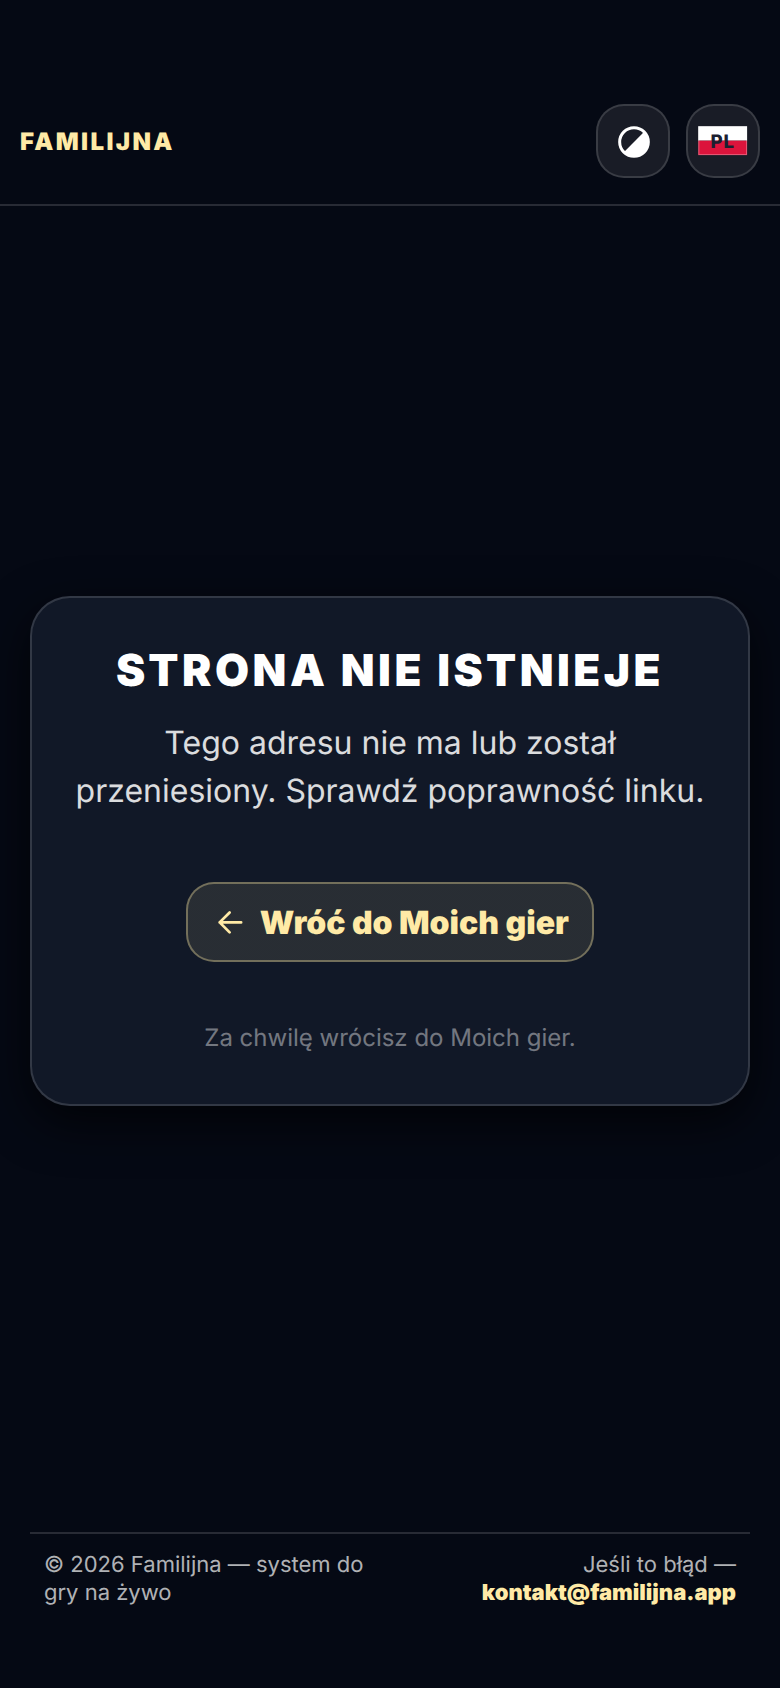 FAMILIJNA
PL
STRONA NIE ISTNIEJE
Tego adresu nie ma lub został
przeniesiony. Sprawdź poprawność linku.
← Wróć do Moich gier
Za chwilę wrócisz do Moich gier.
© 2026 Familijna — system do
gry na żywo
Jeśli to błąd —
kontakt@familijna.app